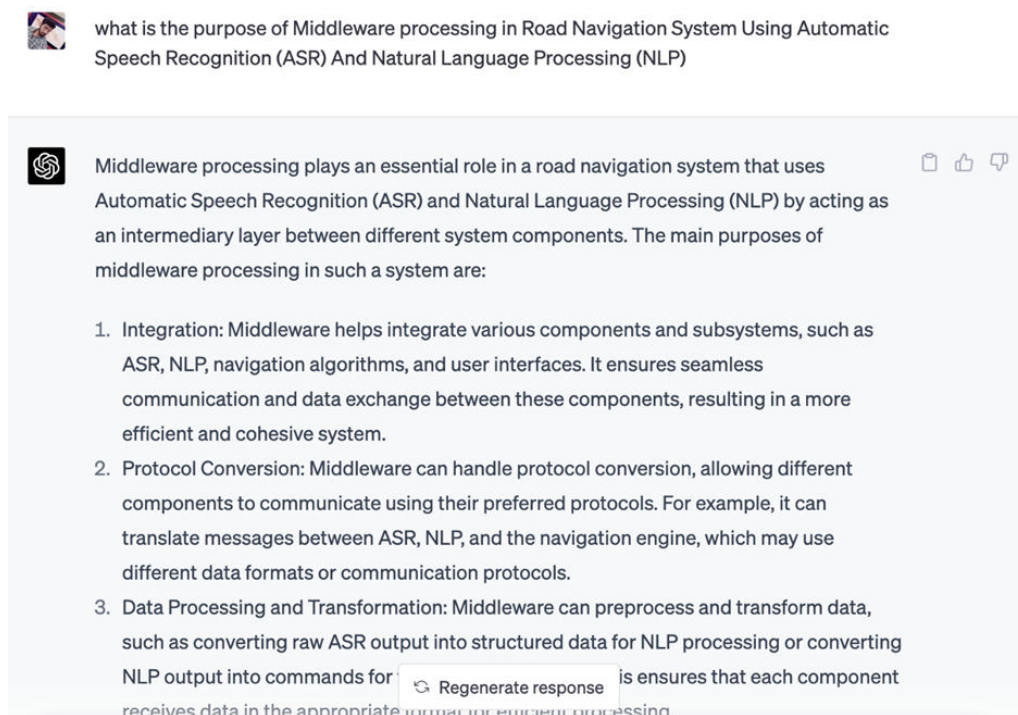 what is the purpose of Middleware processing in Road Navigation System Using Automatic
Speech Recognition (ASR) And Natural Language Processing (NLP)
Middleware processing plays an essential role in a road navigation system that uses
Automatic Speech Recognition (ASR) and Natural Language Processing (NLP) by acting as
an intermediary layer between different system components. The main purposes of
middleware processing in such a system are:
1. Integration: Middleware helps integrate various components and subsystems, such as
ASR, NLP, navigation algorithms, and user interfaces. It ensures seamless
communication and data exchange between these components, resulting in a more
efficient and cohesive system.
2. Protocol Conversion: Middleware can handle protocol conversion, allowing different
components to communicate using their preferred protocols. For example, it can
translate messages between ASR, NLP, and the navigation engine, which may use
different data formats or communication protocols.
3. Data Processing and Transformation: Middleware can preprocess and transform data,
such as converting raw ASR output into structured data for NLP processing or converting
NLP output into commands for is ensures that each component
Regenerate response
receives data in the appropriate format for efficient processing